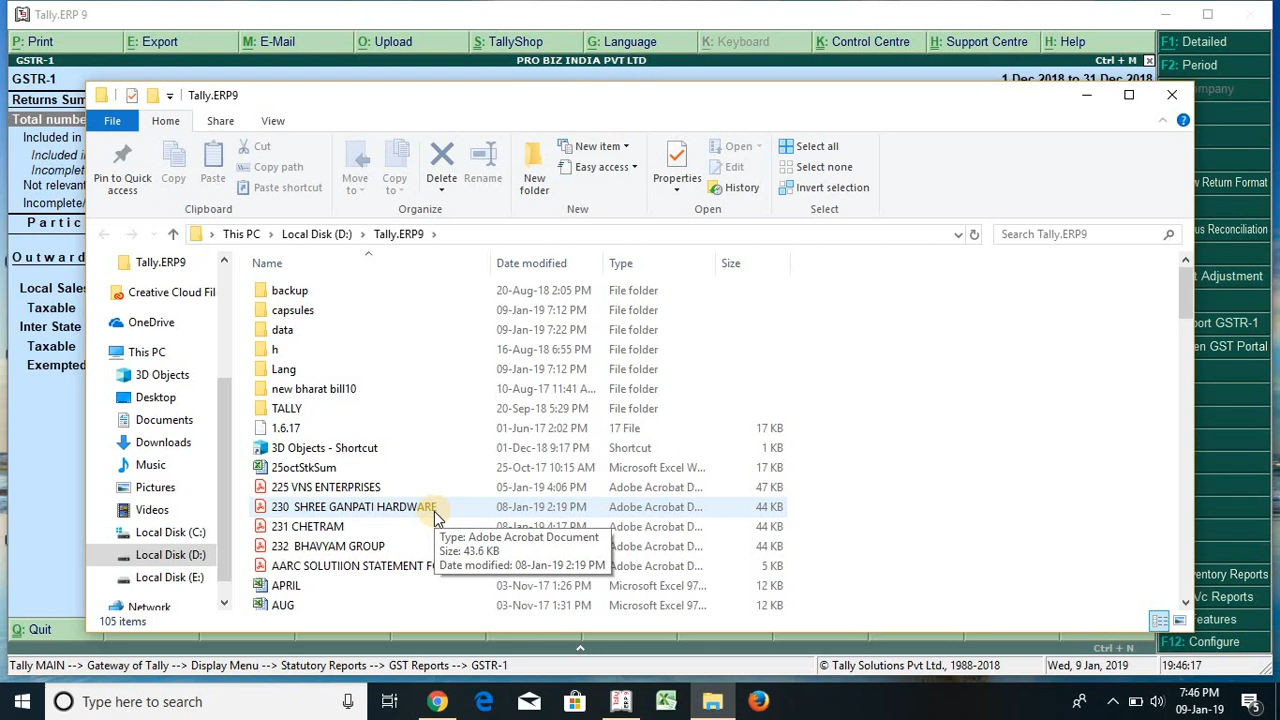 Tally.ERP 9
P: Print E: Export M: E-Mail O: Upload S: TallyShop G: Language K: Keyboard K: Control Centre H: Support Centre H: Help F1: Detailed
GSTR-1 PRO BIZ INDIA PVT LTD Ctrl + M F2: Period
GSTR-1 1 Dec 2018 to 31 Dec 2018
Returns Sum Tally.ERP9
Total numbe
File Home Share View
Included in
Included i
Incomplet
Not relevan
Incomplete/
Pin to Quick access Copy Paste Cut Copy path Paste shortcut Move to Copy to Delete Rename New folder New item Easy access Properties Open Edit History Select all Select none Invert selection
Clipboard Organize New Open Select
w Return Format
P a r t i c
This PC Local Disk (D:) Tally.ERP9 Search Tally.ERP9
us Reconciliation
O u t w a r d
Name Date modified Type Size
Tally.ERP9
t Adjustment
Local Sales
Creative Cloud Fil backup 20-Aug-18 2:05 PM File folder
Taxable capsules 09-Jan-19 7:12 PM File folder
OneDrive data 09-Jan-19 7:22 PM File folder
ort GSTR-1
Inter State
Taxable This PC h 16-Aug-18 6:55 PM File folder
en GST Portal
Exempted 3D Objects Lang 09-Jan-19 7:12 PM File folder
Desktop new bharat bill10 10-Aug-17 11:41 A...
File folder
Documents TALLY 20-Sep-18 5:29 PM File folder
Downloads 1.6.17 01-Jun-17 2:02 PM 17 File 17 KB
Music 3D Objects - Shortcut 01-Dec-18 9:17 PM Shortcut 1 KB
25octStkSum 25-Oct-17 10:15 AM Microsoft Excel W... 17 KB
Pictures 225 VNS ENTERPRISES 05-Jan-19 4:06 PM Adobe Acrobat D... 47 KB
Videos 230 SHREE GANPATI HARDWARE 08-Jan-19 2:19 PM Adobe Acrobat D... 44 KB
Local Disk (C:) 231 CHETRAM 08-Jan-19 4:17 PM Adobe Acrobat D... 44 KB
Type: Adobe Acrobat Document
Local Disk (D:) 232 BHAVYAM GROUP Adobe Acrobat D... 44 KB
Size: 43.6 KB
Date modified: 08-Jan-19 2:19 PM
AARC SOLUTIION STATEMENT FO Adobe Acrobat D... 5 KB
Local Disk (E:) APRIL 03-Nov-17 1:26 PM Microsoft Excel 97... 12 KB
ventory Reports
Network AUG 03-Nov-17 1:31 PM Microsoft Excel 97... 12 KB
/c Reports
105 items
eatures
Q: Quit F12: Configure
Ctrl + N
Tally MAIN --> Gateway of Tally --> Display Menu --> Statutory Reports --> GST Reports --> GSTR-1 © Tally Solutions Pvt Ltd., 1988-2018 Wed, 9 Jan, 2019 19:46:17
Type here to search 7:46 PM
09-Jan-19 5